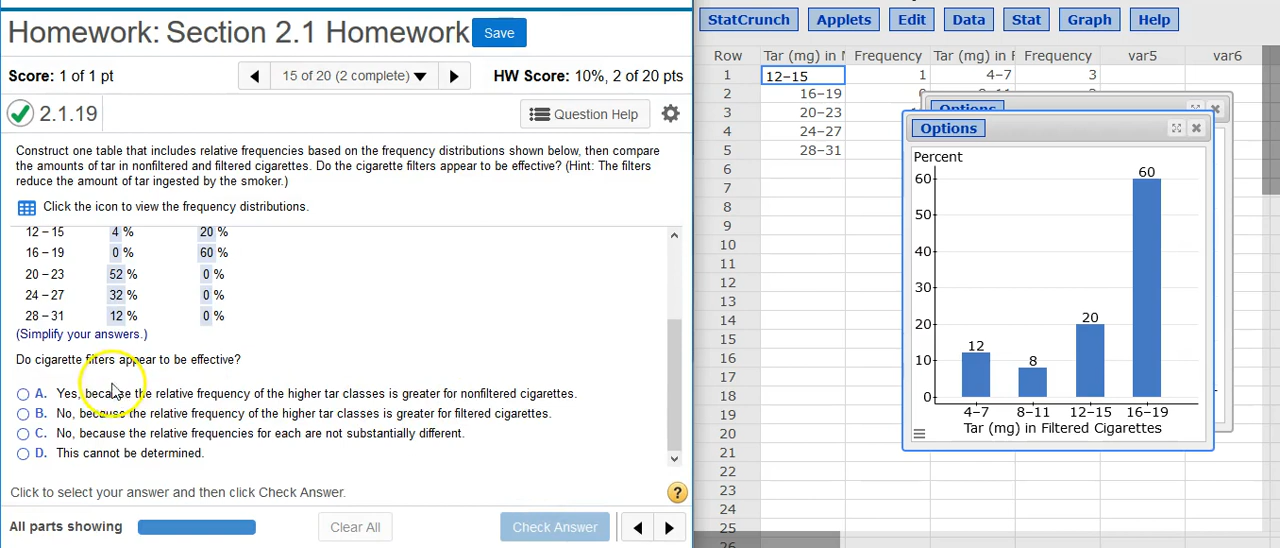 Homework: Section 2.1 Homework Save
Score: 1 of 1 pt 15 of 20 (2 complete) HW Score: 10%, 2 of 20 pts
2.1.19 Question Help
Construct one table that includes relative frequencies based on the frequency distributions shown below, then compare
the amounts of tar in nonfiltered and filtered cigarettes. Do the cigarette filters appear to be effective? (Hint: The filters
reduce the amount of tar ingested by the smoker.)
Click the icon to view the frequency distributions.
12 – 15 4 % 20 %
16 – 19 0 % 60 %
20 – 23 52 % 0 %
24 – 27 32 % 0 %
28 – 31 12 % 0 %
(Simplify your answers.)
Do cigarette filters appear to be effective?
A. Yes, because the relative frequency of the higher tar classes is greater for nonfiltered cigarettes.
B. No, because the relative frequency of the higher tar classes is greater for filtered cigarettes.
C. No, because the relative frequencies for each are not substantially different.
D. This cannot be determined.
Click to select your answer and then click Check Answer. ?
All parts showing Clear All Check Answer
StatCrunch Applets Edit Data Stat Graph Help
Row Tar (mg) in Frequency Tar (mg) in Frequency var5 var6
1 12–15 1 4–7 3
2 16–19
3 20–23
4 24–27
5 28–31
6
7
8
9
10
11
12
13
14
15
16
17
18
19
20
21
22
23
24
25
26
Options
Options
Percent
60
50
40
30
20
10
0
12 8 20 60
4–7 8–11 12–15 16–19
Tar (mg) in Filtered Cigarettes